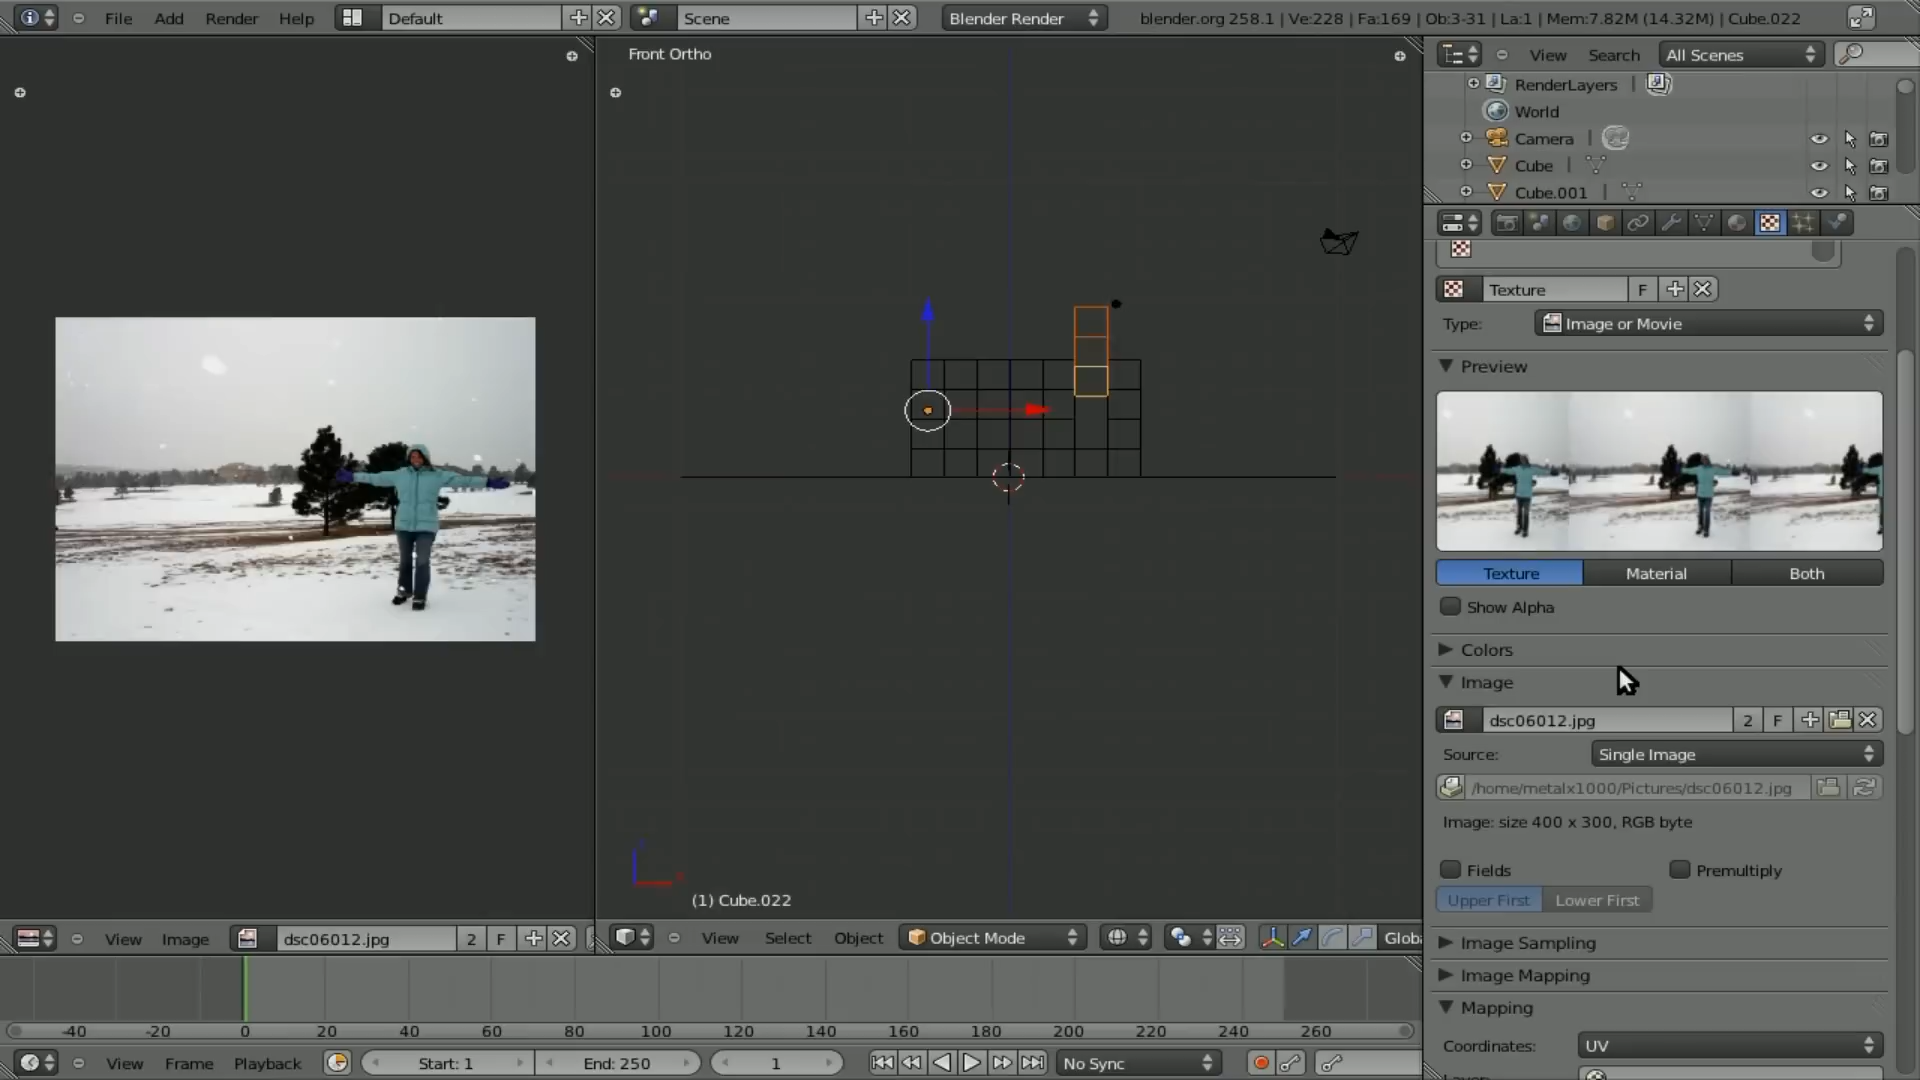 File Add Render Help Default Scene Blender Render blender.org 258.1 | Ve:228 | Fa:169 | Ob:3-31 | La:1 | Mem:7.82M (14.32M) | Cube.022
Front Ortho
View Search All Scenes
RenderLayers
World
Camera
Cube
Cube.001
Texture F
Type: Image or Movie
Preview
Texture Material Both
Show Alpha
Colors
Image
dsc06012.jpg 2 F
Source: Single Image
/home/metalx1000/Pictures/dsc06012.jpg
Image: size 400 x 300, RGB byte
Fields Premultiply
Upper First Lower First
Image Sampling
Image Mapping
Mapping
Coordinates: UV
(1) Cube.022
View Image dsc06012.jpg 2 F
View Select Object Object Mode Globa
-40 -20 0 20 40 60 80 100 120 140 160 180 200 220 240 260
View Frame Playback Start: 1 End: 250 1 No Sync